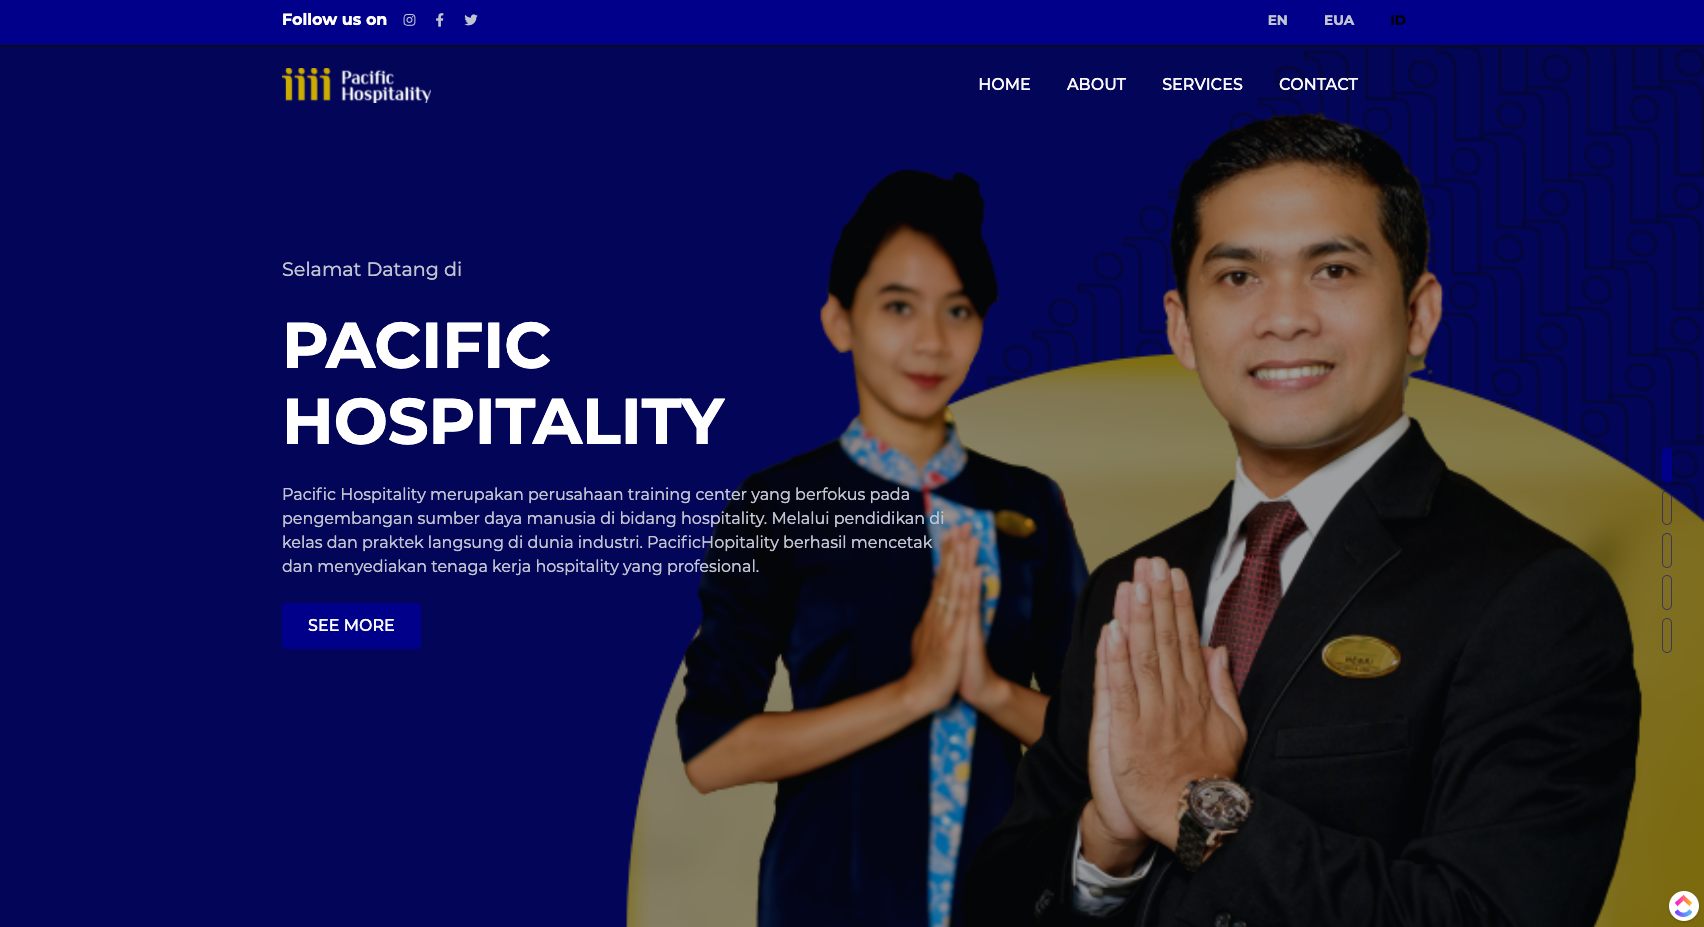 Follow us on
EN EUA ID
Pacific
Hospitality
HOME ABOUT SERVICES CONTACT
Selamat Datang di
PACIFIC
HOSPITALITY
Pacific Hospitality merupakan perusahaan training center yang berfokus pada
pengembangan sumber daya manusia di bidang hospitality. Melalui pendidikan di
kelas dan praktek langsung di dunia industri. PacificHopitality berhasil mencetak
dan menyediakan tenaga kerja hospitality yang profesional.
SEE MORE